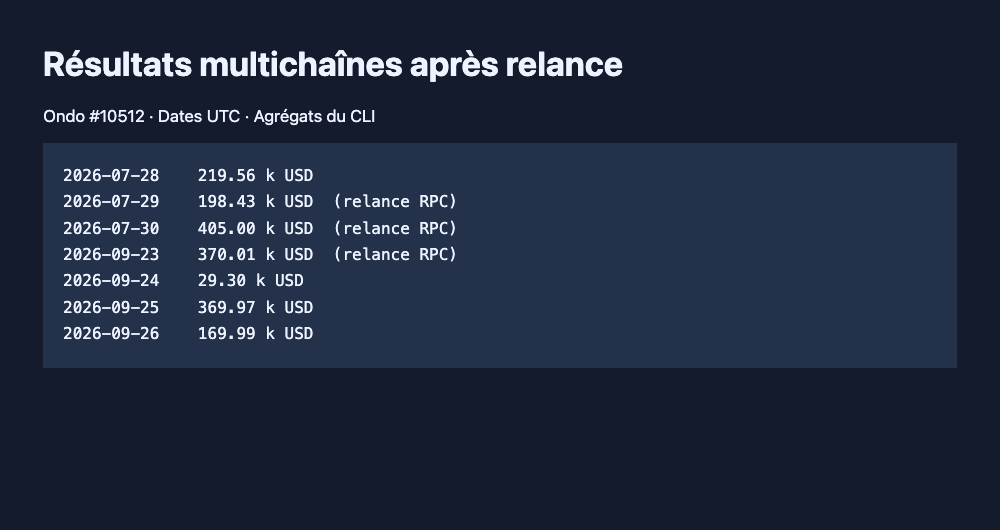 Résultats multichaînes après relance
Ondo #10512 · Dates UTC · Agrégats du CLI
2026-07-28    219.56 k USD
2026-07-29    198.43 k USD  (relance RPC)
2026-07-30    405.00 k USD  (relance RPC)
2026-09-23    370.01 k USD  (relance RPC)
2026-09-24    29.30 k USD
2026-09-25    369.97 k USD
2026-09-26    169.99 k USD